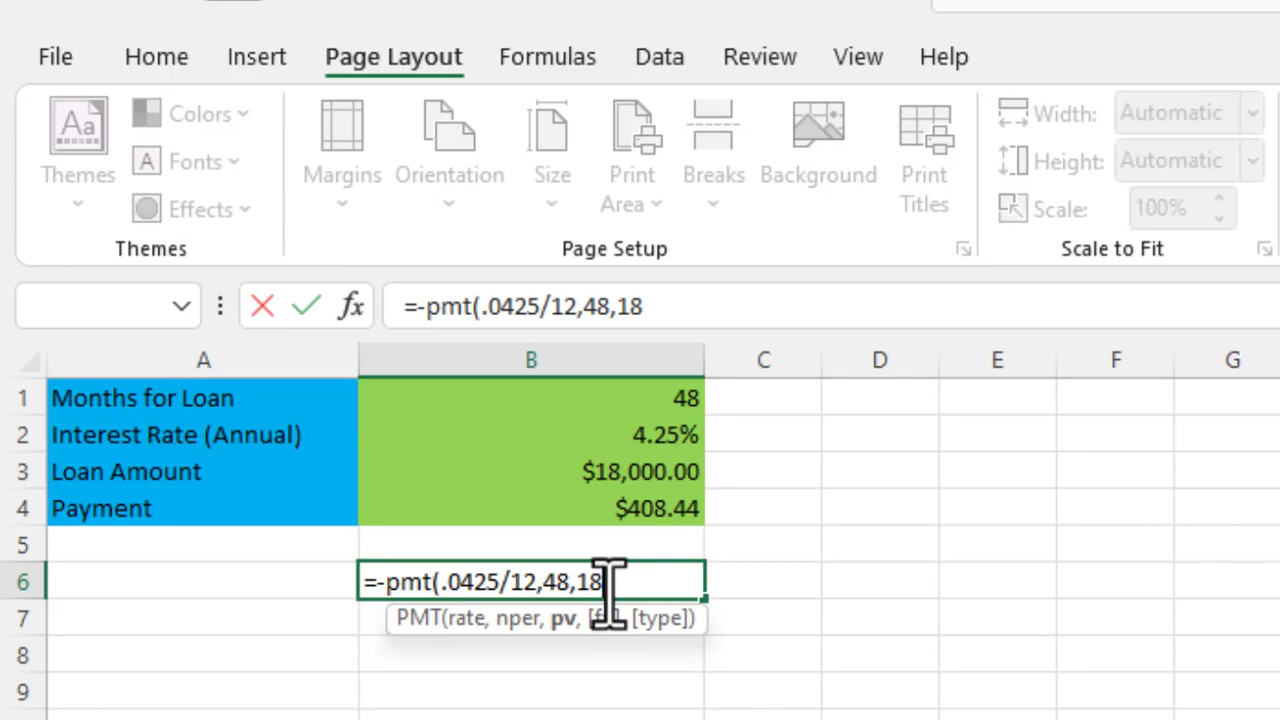 File Home Insert Page Layout Formulas Data Review View Help
Aa
Themes
Colors
Fonts
Effects
Themes
Margins
Orientation
Size
Print
Area
Breaks
Background
Print
Titles
Page Setup
Width: Automatic
Height: Automatic
Scale: 100%
Scale to Fit
fx =-pmt(.0425/12,48,18
A B C D E F G
1 Months for Loan 48
2 Interest Rate (Annual) 4.25%
3 Loan Amount $18,000.00
4 Payment $408.44
5
6 =-pmt(.0425/12,48,18
7 PMT(rate, nper, pv, [type])
8
9